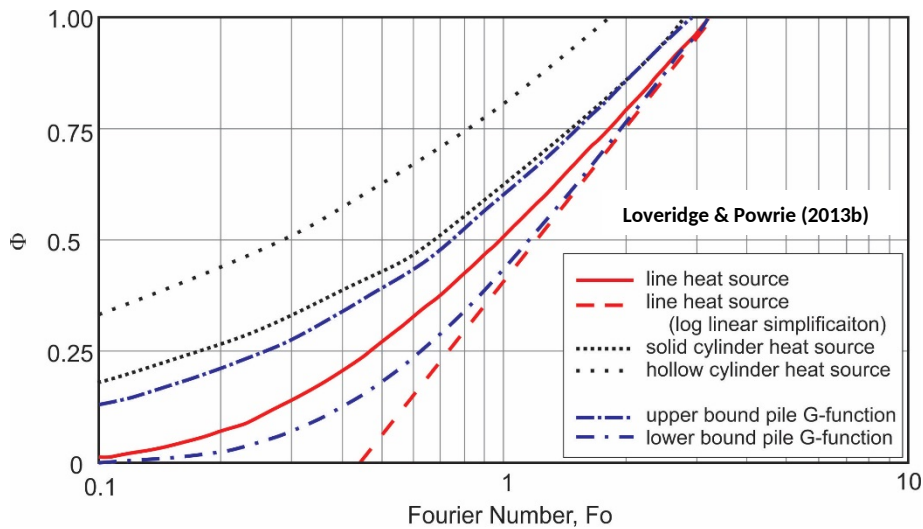 1.00
0.75
0.5
0.25
0
Φ
0.1
1
10
Fourier Number, Fo
Loveridge & Powrie (2013b)
line heat source
line heat source
(log linear simplificaiton)
solid cylinder heat source
hollow cylinder heat source
upper bound pile G-function
lower bound pile G-function